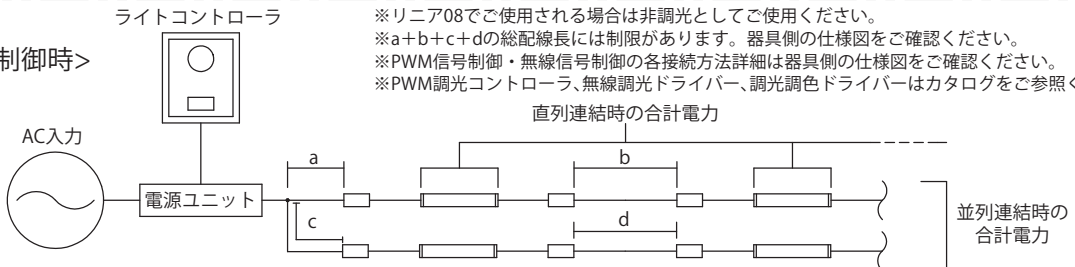 ライトコントローラ
制御時>
※リニア08でご使用される場合は非調光としてご使用ください。
※a+b+c+dの総配線長には制限があります。器具側の仕様図をご確認ください。
※PWM信号制御・無線信号制御の各接続方法詳細は器具側の仕様図をご確認ください。
※PWM調光コントローラ、無線調光ドライバー、調光調色ドライバーはカタログをご参照く
直列連結時の合計電力
AC入力
電源ユニット
a
b
c
d
並列連結時の
合計電力